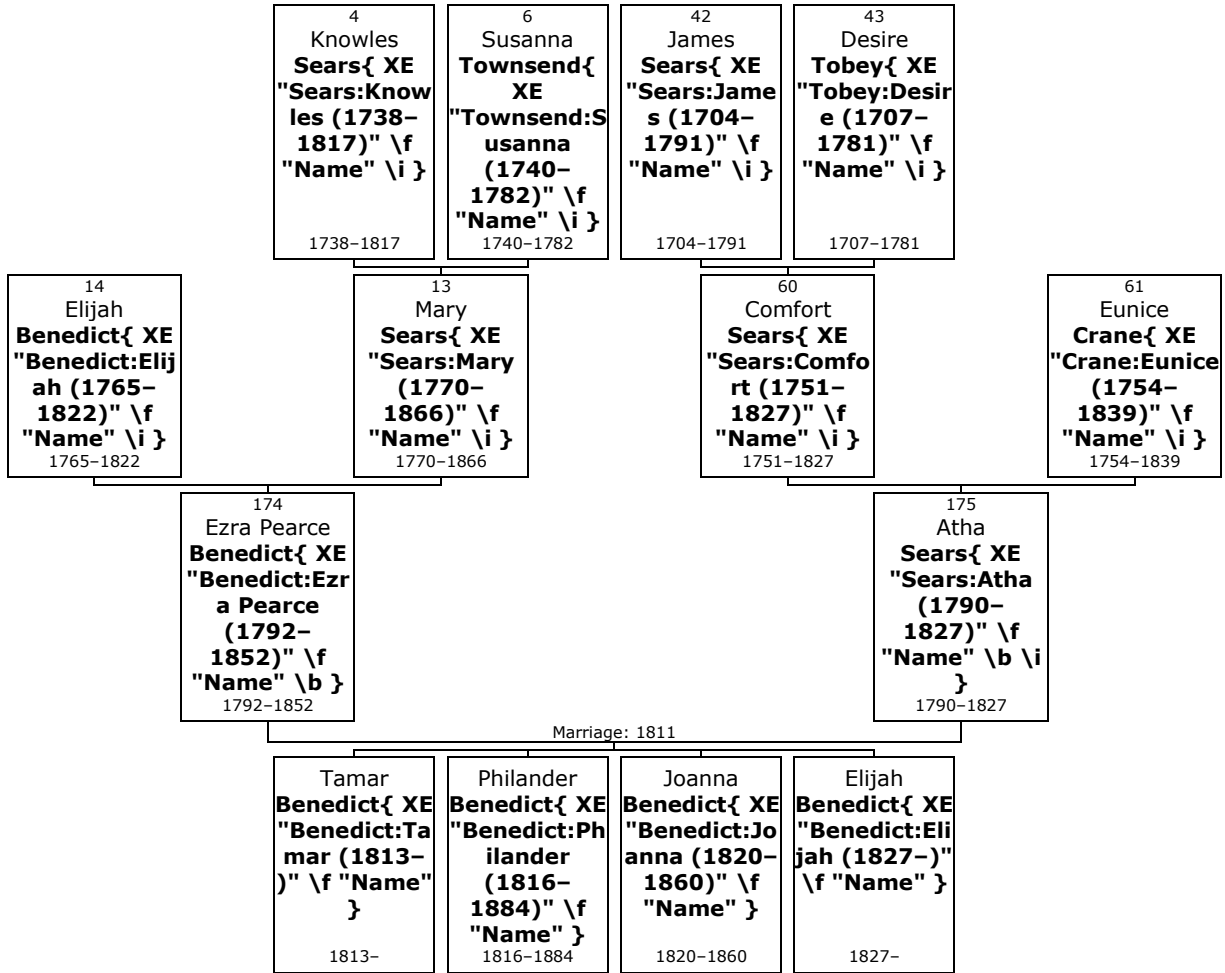 4
Knowles
Sears{ XE
"Sears:Know
les (1738–
1817)" \f
"Name" \i }
1738–1817
6
Susanna
Townsend{
XE
"Townsend:S
usanna
(1740–
1782)" \f
"Name" \i }
1740–1782
42
James
Sears{ XE
"Sears:Jame
s (1704–
1791)" \f
"Name" \i }
1704–1791
43
Desire
Tobey{ XE
"Tobey:Desir
e (1707–
1781)" \f
"Name" \i }
1707–1781
14
Elijah
Benedict{ XE
"Benedict:Elij
ah (1765–
1822)" \f
"Name" \i }
1765–1822
13
Mary
Sears{ XE
"Sears:Mary
(1770–
1866)" \f
"Name" \i }
1770–1866
60
Comfort
Sears{ XE
"Sears:Comfo
rt (1751–
1827)" \f
"Name" \i }
1751–1827
61
Eunice
Crane{ XE
"Crane:Eunice
(1754–
1839)" \f
"Name" \i }
1754–1839
174
Ezra Pearce
Benedict{ XE
"Benedict:Ezr
a Pearce
(1792–
1852)" \f
"Name" \b }
1792–1852
175
Atha
Sears{ XE
"Sears:Atha
(1790–
1827)" \f
"Name" \b \i
}
1790–1827
Marriage: 1811
Tamar
Benedict{ XE
"Benedict:Ta
mar (1813–
)" \f "Name"
}
1813–
Philander
Benedict{ XE
"Benedict:Ph
ilander
(1816–
1884)" \f
"Name" }
1816–1884
Joanna
Benedict{ XE
"Benedict:Jo
anna (1820–
1860)" \f
"Name" }
1820–1860
Elijah
Benedict{ XE
"Benedict:Eli
jah (1827–)"
\f "Name" }
1827–